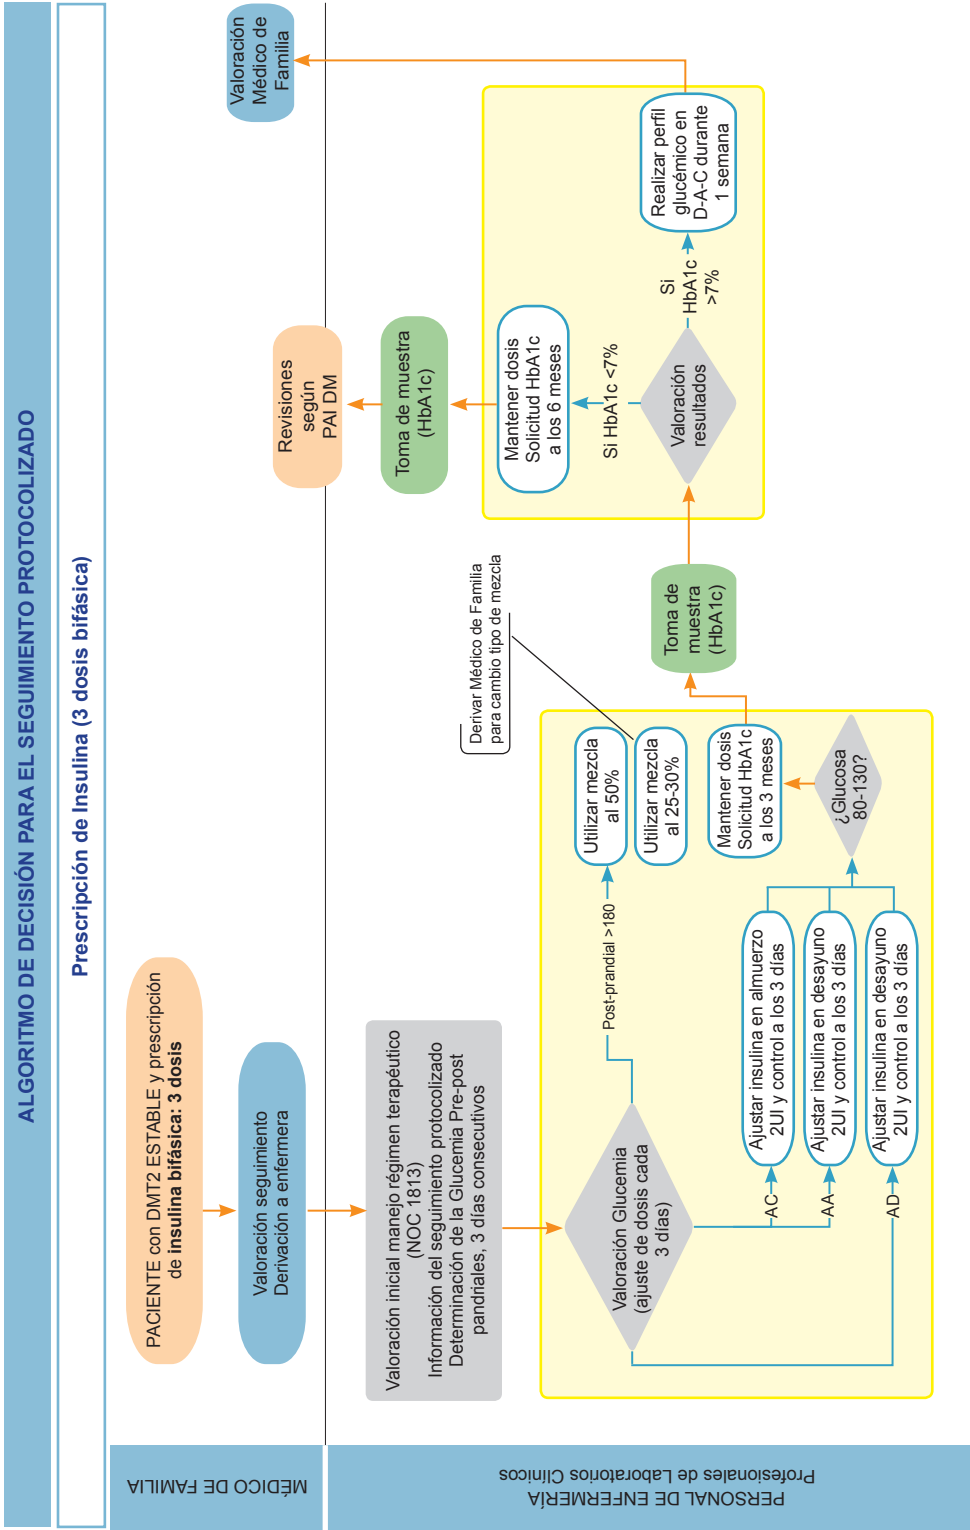 ALGORITMO DE DECISIÓN PARA EL SEGUIMIENTO PROTOCOLIZADO
Prescripción de Insulina (3 dosis bifásica)
MÉDICO DE FAMILIA
PACIENTE con DMT2 ESTABLE y prescripción
de insulina bifásica: 3 dosis
Valoración seguimiento
Derivación a enfermera
Revisiones
según
PAI DM
Valoración
Médico de
Familia
PERSONAL DE ENFERMERÍA
Profesionales de Laboratorios Clínicos
Valoración inicial manejo régimen terapéutico
(NOC 1813)
Información del seguimiento protocolizado
Determinación de la Glucemia Pre-post
pandriales, 3 días consecutivos
Valoración Glucemia
(ajuste de dosis cada
3 días)
Post-prandial >180
Utilizar mezcla
al 50%
Utilizar mezcla
al 25-30%
Derivar Médico de Familia
para cambio tipo de mezcla
AC
Ajustar insulina en almuerzo
2UI y control a los 3 días
AA
Ajustar insulina en desayuno
2UI y control a los 3 días
AD
Ajustar insulina en desayuno
2UI y control a los 3 días
¿Glucosa
80-130?
Mantener dosis
Solicitud HbA1c
a los 3 meses
Toma de
muestra
(HbA1c)
Valoración
resultados
Si HbA1c <7%
Mantener dosis
Solicitud HbA1c
a los 6 meses
Toma de muestra
(HbA1c)
Si
HbA1c
>7%
Realizar perfil
glucémico en
D-A-C durante
1 semana